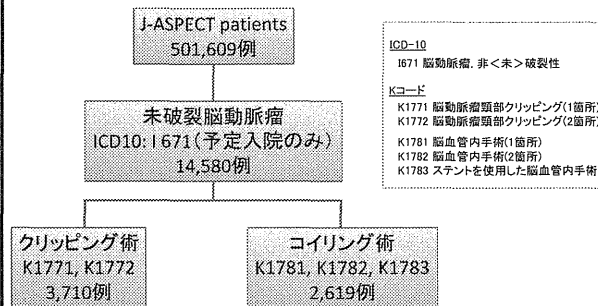 J-ASPECT patients
501,609例
未破裂脳動脈瘤
ICD10: I 671(予定入院のみ)
14,580例
クリッピング術
K1771, K1772
3,710例
コイリング術
K1781, K1782, K1783
2,619例
ICD-10
I671 脳動脈瘤, 非<未>破裂性
Kコード
K1771 脳動脈瘤頸部クリッピング(1箇所)
K1772 脳動脈瘤頸部クリッピング(2箇所)
K1781 脳血管内手術(1箇所)
K1782 脳血管内手術(2箇所)
K1783 ステントを使用した脳血管内手術